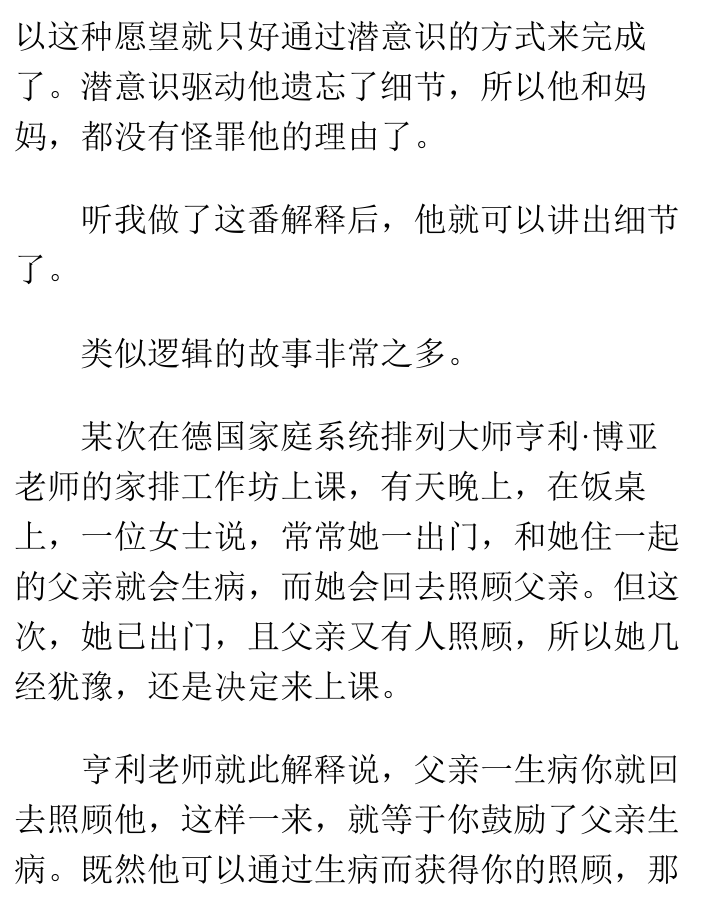 以这种愿望就只好通过潜意识的方式来完成
了。潜意识驱动他遗忘了细节，所以他和妈
妈，都没有怪罪他的理由了。
听我做了这番解释后，他就可以讲出细节
了。
类似逻辑的故事非常之多。
某次在德国家庭系统排列大师亨利·博亚
老师的家排工作坊上课，有天晚上，在饭桌
上，一位女士说，常常她一出门，和她住一起
的父亲就会生病，而她会回去照顾父亲。但这
次，她已出门，且父亲又有人照顾，所以她几
经犹豫，还是决定来上课。
亨利老师就此解释说，父亲一生病你就回
去照顾他，这样一来，就等于你鼓励了父亲生
病。既然他可以通过生病而获得你的照顾，那